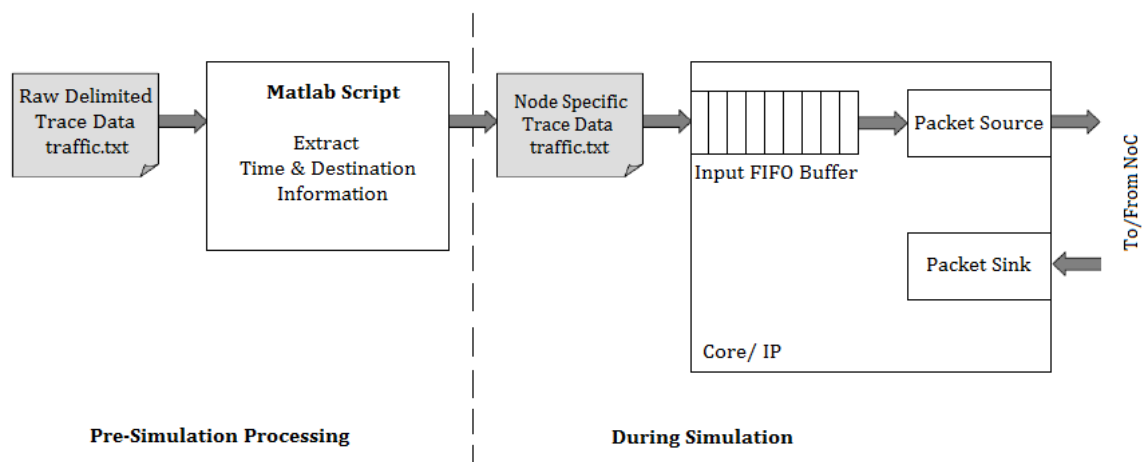 Raw Delimited
Trace Data
traffic.txt
Matlab Script
Extract
Time & Destination
Information
Node Specific
Trace Data
traffic.txt
Input FIFO Buffer
Packet Source
Packet Sink
Core/ IP
To/From NoC
Pre-Simulation Processing
During Simulation